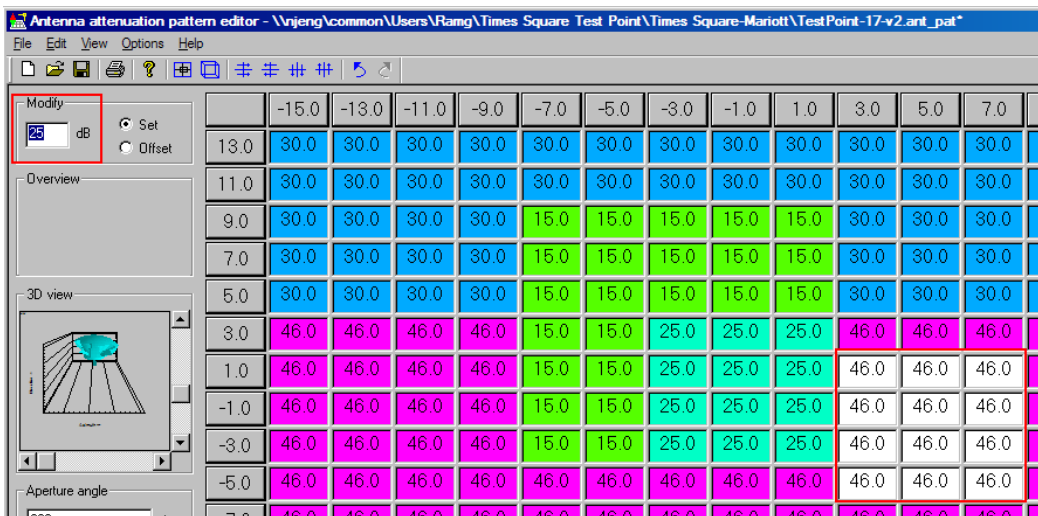 Antenna attenuation pattern editor - \\njeng\common\Users\Ramg\Times Square Test Point\Times Square-Mariott\TestPoint-17-v2.ant_pat*
File Edit View Options Help
Modify
25 dB
Set
Offset
Overview
3D view
Aperture angle
-15.0 -13.0 -11.0 -9.0 -7.0 -5.0 -3.0 -1.0 1.0 3.0 5.0 7.0
13.0 30.0 30.0 30.0 30.0 30.0 30.0 30.0 30.0 30.0 30.0 30.0 30.0
11.0 30.0 30.0 30.0 30.0 30.0 30.0 30.0 30.0 30.0 30.0 30.0 30.0
9.0 30.0 30.0 30.0 30.0 15.0 15.0 15.0 15.0 15.0 30.0 30.0 30.0
7.0 30.0 30.0 30.0 30.0 15.0 15.0 15.0 15.0 15.0 30.0 30.0 30.0
5.0 30.0 30.0 30.0 30.0 15.0 15.0 15.0 15.0 15.0 30.0 30.0 30.0
3.0 46.0 46.0 46.0 46.0 15.0 15.0 25.0 25.0 25.0 46.0 46.0 46.0
1.0 46.0 46.0 46.0 46.0 15.0 15.0 25.0 25.0 25.0 46.0 46.0 46.0
-1.0 46.0 46.0 46.0 46.0 15.0 15.0 25.0 25.0 25.0 46.0 46.0 46.0
-3.0 46.0 46.0 46.0 46.0 15.0 15.0 25.0 25.0 25.0 46.0 46.0 46.0
-5.0 46.0 46.0 46.0 46.0 46.0 46.0 46.0 46.0 46.0 46.0 46.0 46.0